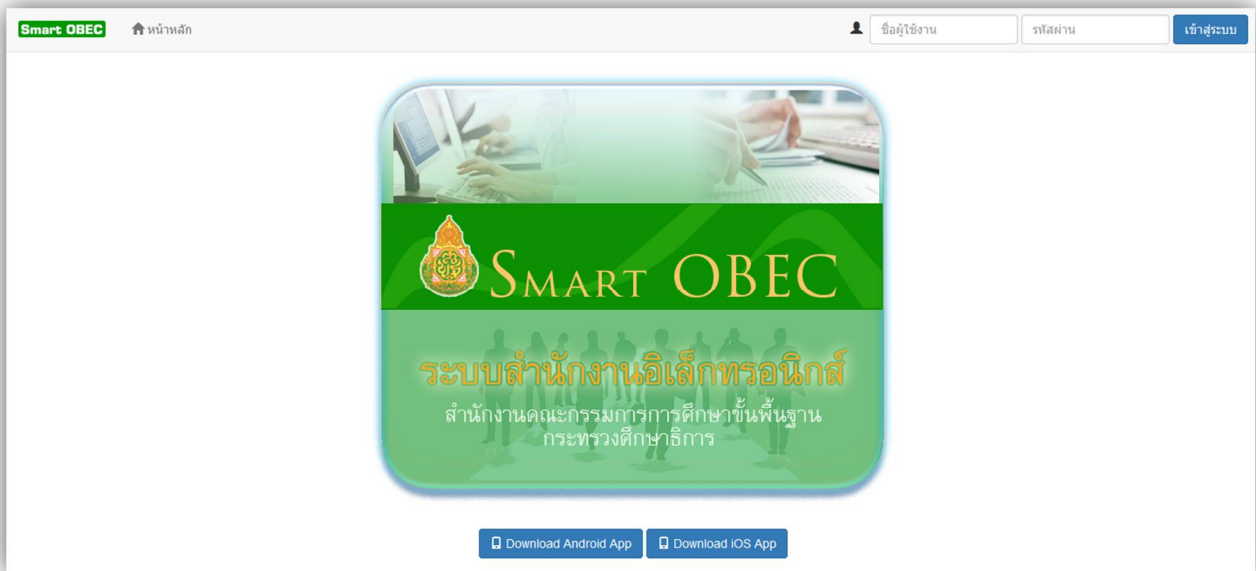 Smart OBEC หน้าหลัก ชื่อผู้ใช้งาน รหัสผ่าน เข้าสู่ระบบ
SMART OBEC
ระบบสำนักงานอิเล็กทรอนิกส์
สำนักงานคณะกรรมการการศึกษาขั้นพื้นฐาน
กระทรวงศึกษาธิการ
Download Android App Download iOS App